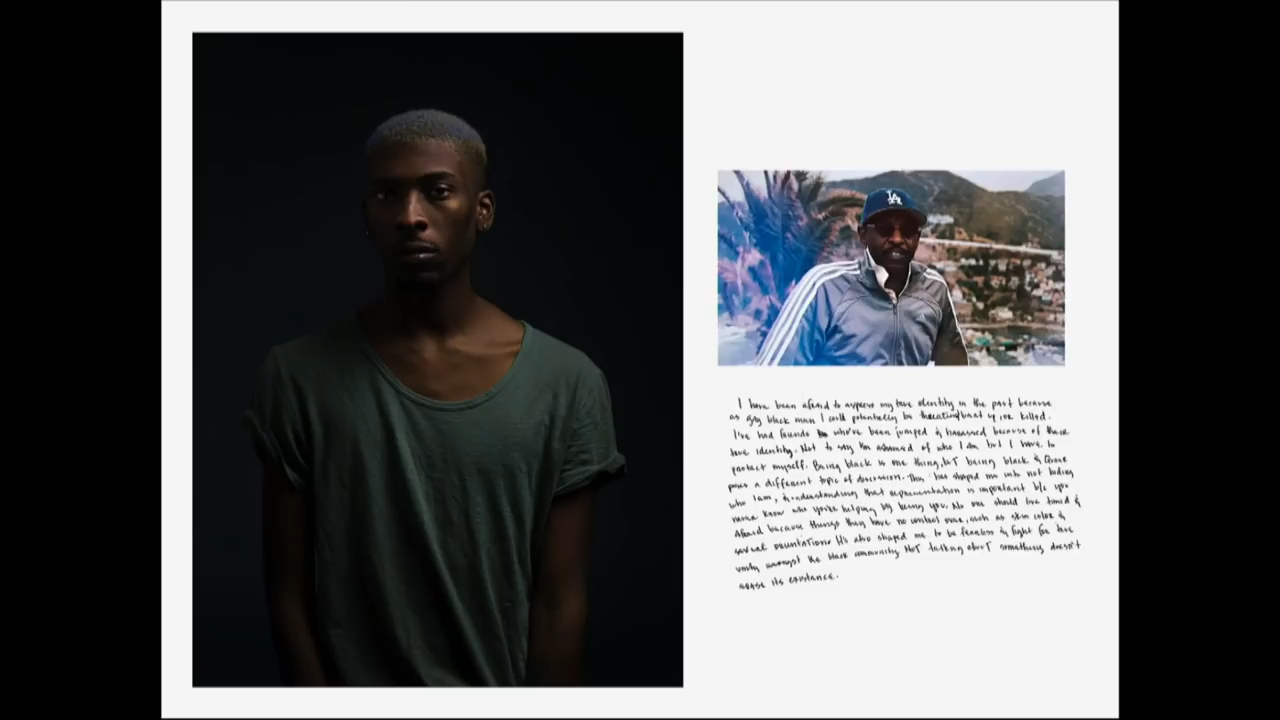 LA
I have been afraid to express my true identity in the past because
as gay black man I could potentially be threatened/beat up, or killed.
I've had friends who've been jumped & harassed because of their
true identity. Not to say I'm ashamed of who I am but I have to
protect myself. Being black is one thing, but being black & Queer
poses a different topic of discussion. This has shaped me into not hiding
who I am, & understanding that representation is important b/c you
never know who you're helping by being you. No one should live timid &
Afraid because things they have no control over, such as skin color &
sexual orientation. It's also shaped me to be fearless & fight for true
unity amongst the black community. NOT talking about something doesn't
erase its existance.